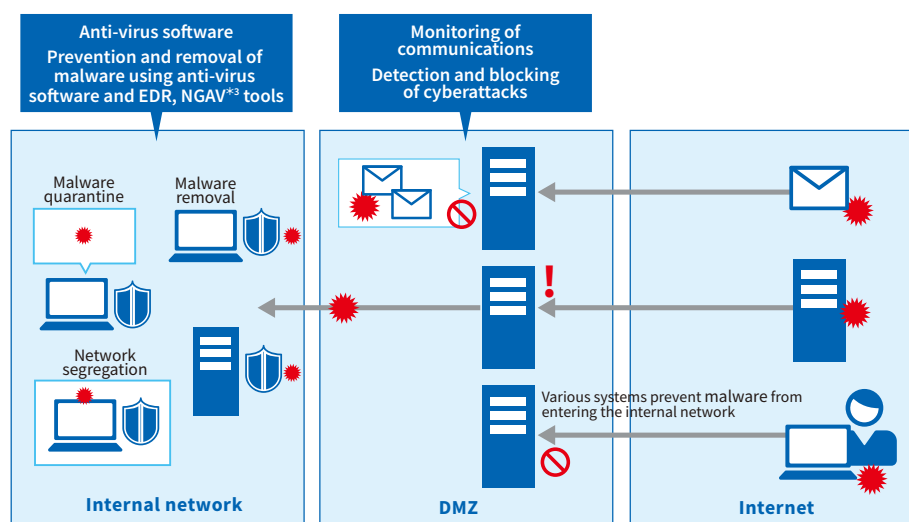 Anti-virus software
Prevention and removal of
malware using anti-virus
software and EDR, NGAV*3 tools
Monitoring of
communications
Detection and blocking
of cyberattacks
Malware
quarantine
Malware
removal
Network
segregation
!
Various systems prevent malware from
entering the internal network
Internal network
DMZ
Internet